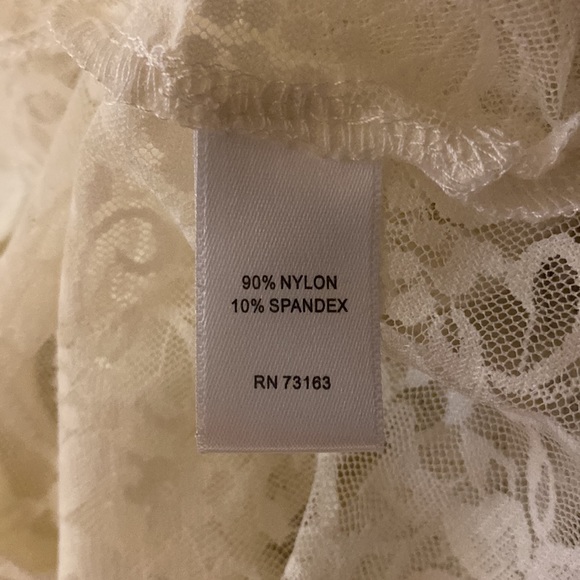 90% NYLON
10% SPANDEX
RN 73163